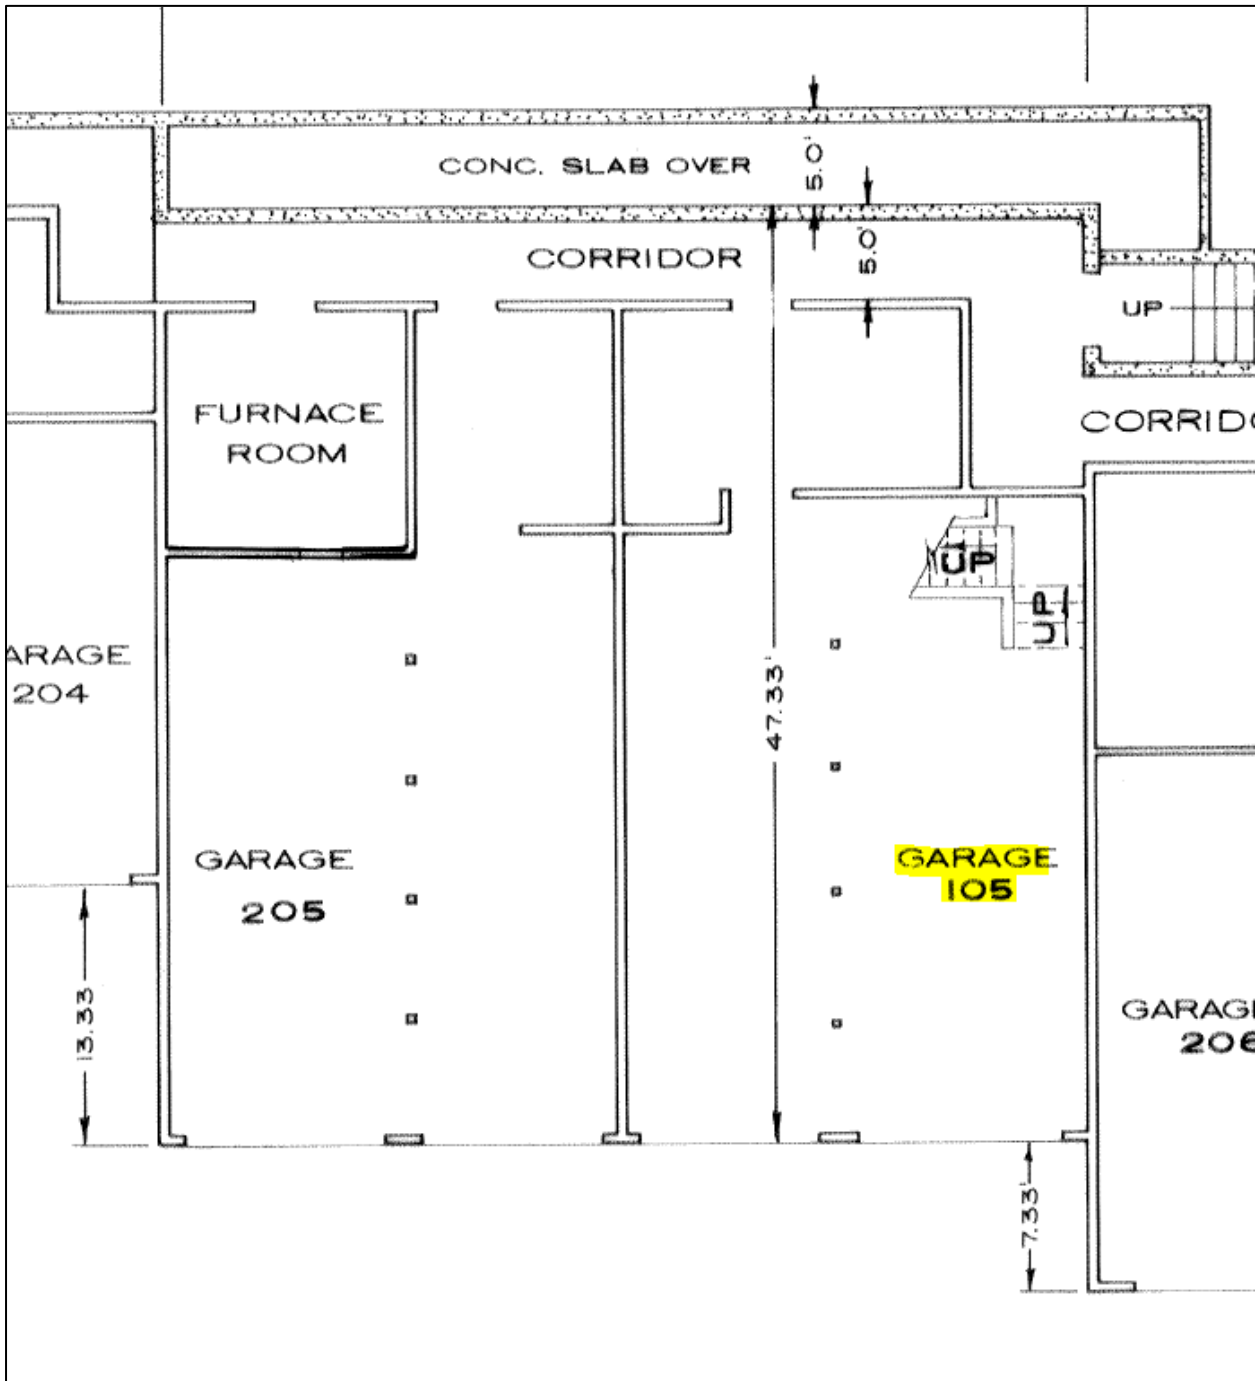 CONC. SLAB OVER
5.0'
5.0'
CORRIDOR
UP
FURNACE
ROOM
CORRIDO
UP
UP
ARAGE
204
47.33'
GARAGE
205
GARAGE
105
13.33
GARAGE
206
7.33'